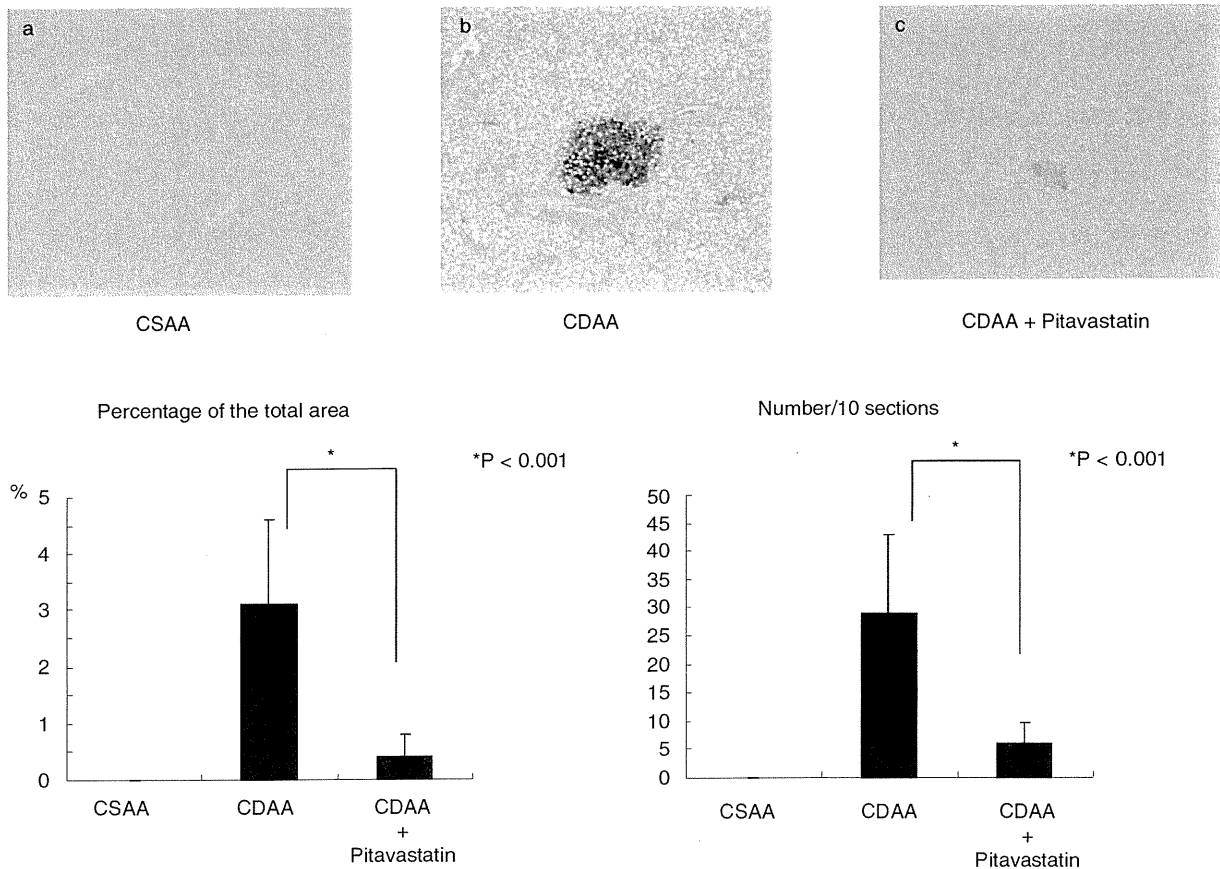 a
b
c
CSAA
CDAA
CDAA + Pitavastatin
Percentage of the total area
*
*P < 0.001
%
5
4
3
2
1
0
CSAA
CDAA
CDAA
+
Pitavastatin
Number/10 sections
*
*P < 0.001
50
45
40
35
30
25
20
15
10
5
0
CSAA
CDAA
CDAA
+
Pitavastatin